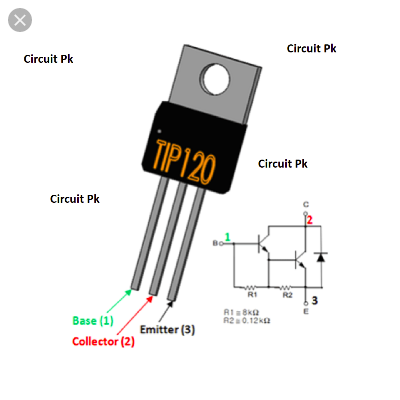 Circuit Pk
Circuit Pk
TIP120
Circuit Pk
Circuit Pk
C
2
B
1
R1
R2
3
E
R1 ≅ 8kΩ
R2 ≅ 0.12kΩ
Base (1)
Collector (2)
Emitter (3)